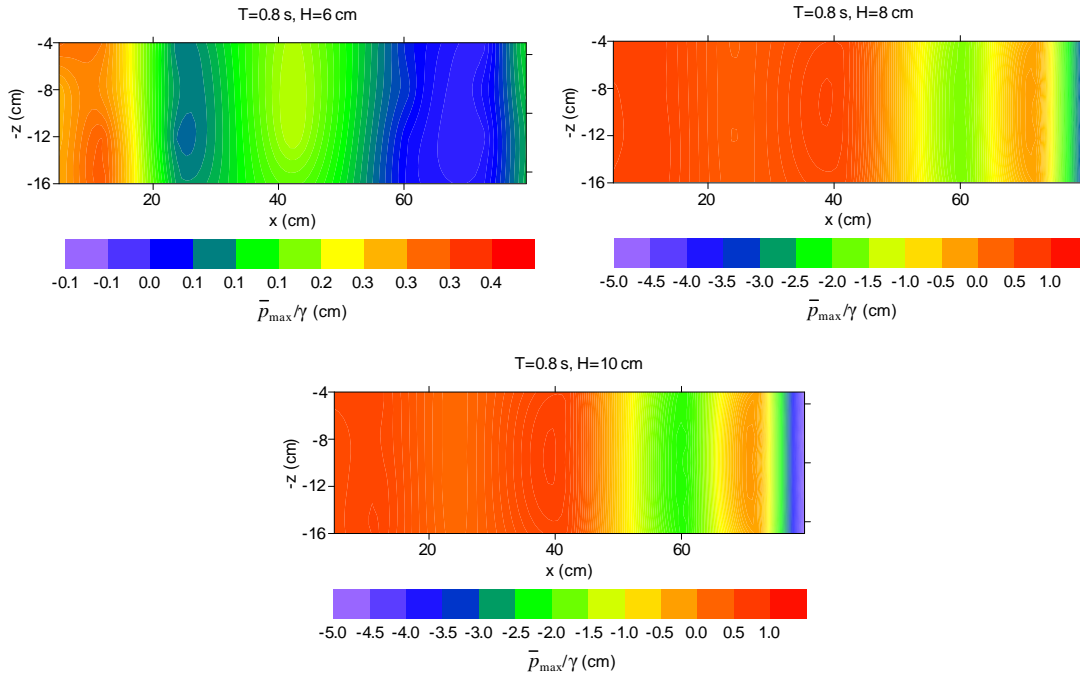 T=0.8 s, H=6 cm
-4
-8
-12
-16
-z (cm)
20 40 60
x (cm)
-0.1 -0.1 0.0 0.1 0.1 0.1 0.2 0.3 0.3 0.3 0.4
p̅max/γ (cm)
T=0.8 s, H=8 cm
-4
-8
-12
-16
-z (cm)
20 40 60
x (cm)
-5.0 -4.5 -4.0 -3.5 -3.0 -2.5 -2.0 -1.5 -1.0 -0.5 0.0 0.5 1.0
p̅max/γ (cm)
T=0.8 s, H=10 cm
-4
-8
-12
-16
-z (cm)
20 40 60
x (cm)
-5.0 -4.5 -4.0 -3.5 -3.0 -2.5 -2.0 -1.5 -1.0 -0.5 0.0 0.5 1.0
p̅max/γ (cm)